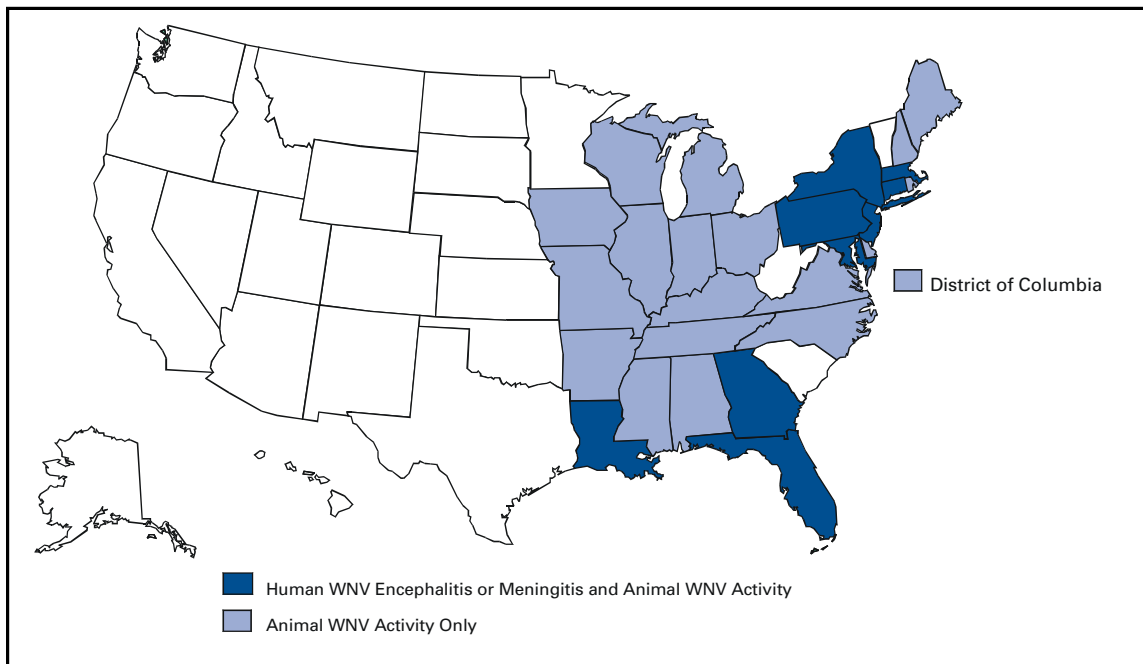 District of Columbia
Human WNV Encephalitis or Meningitis and Animal WNV Activity
Animal WNV Activity Only